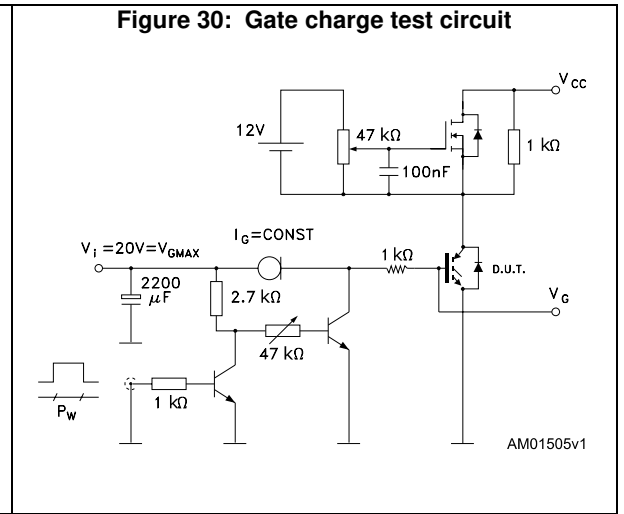 Figure 30: Gate charge test circuit
V CC
12V
47 kΩ
1 kΩ
100nF
I G =CONST
V i =20V=V GMAX
1 kΩ
D.U.T.
2200
μF
2.7 kΩ
V G
47 kΩ
1 kΩ
P W
AM01505v1